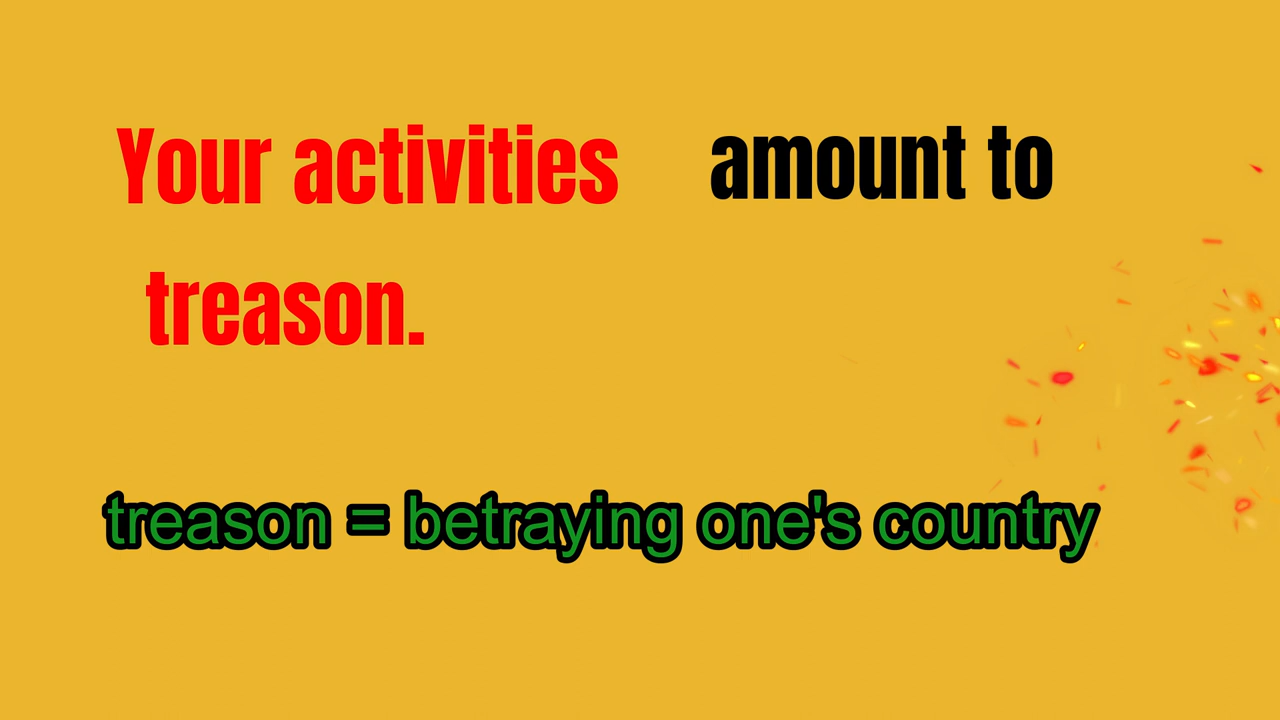 Your activities amount to
treason.
treason = betraying one's country